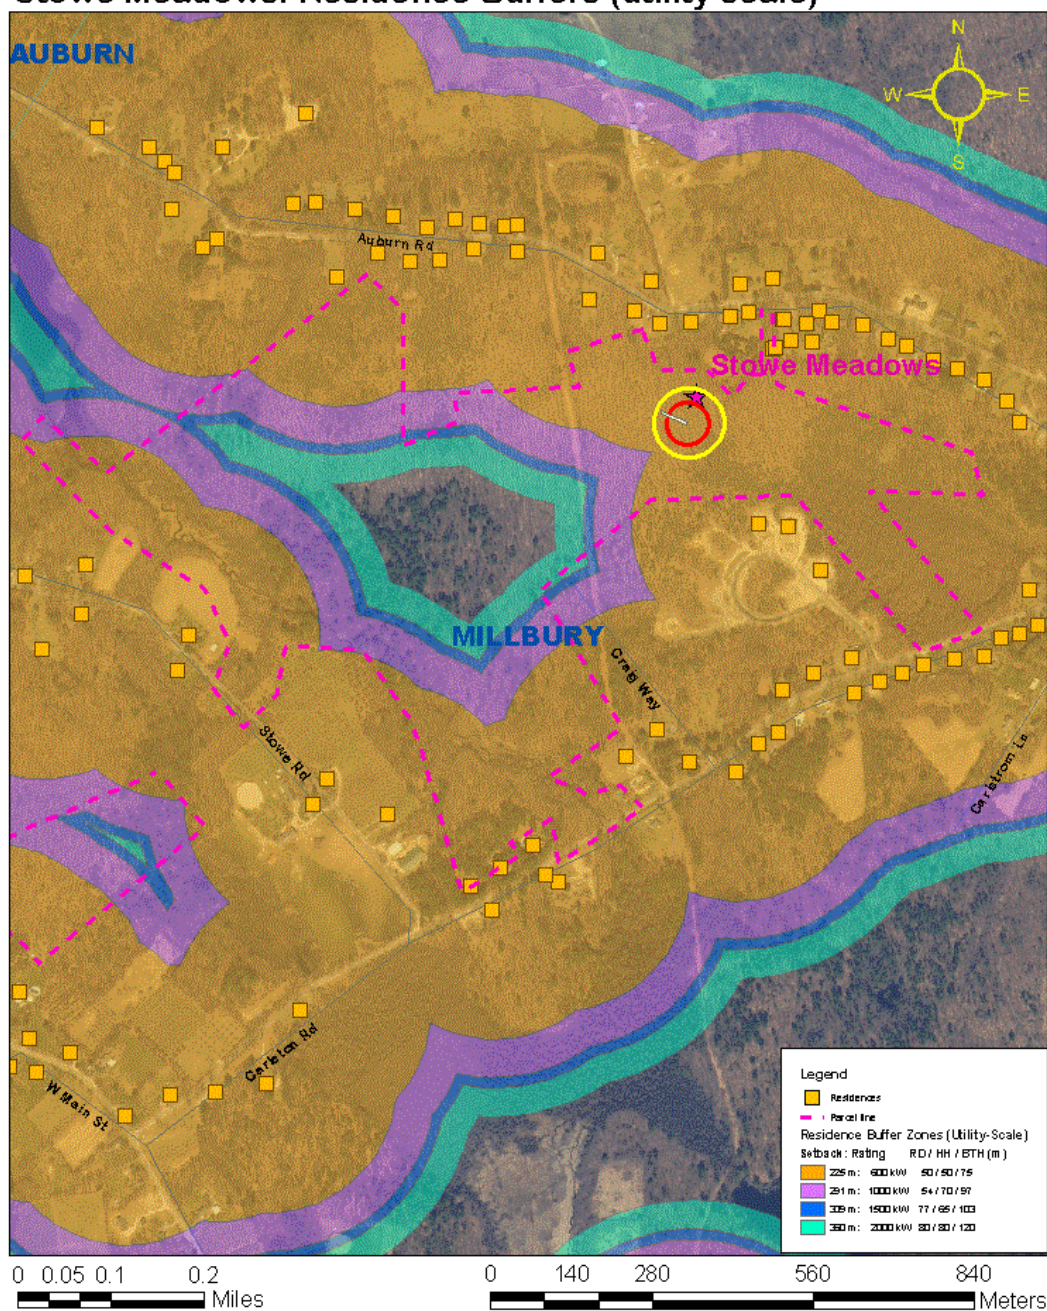 Stowe Meadows: Residence Buffers (utility scale)
AUBURN
N
W E
S
Auburn Rd
Stowe Meadows
MILLBURY
Craig Way
Stowe Rd
Carlstrom Ln
Carleton Rd
W Main St
Legend
Residences
Parcel line
Residence Buffer Zones (Utility-Scale)
Setback: Rating RD / HH / BTH (m)
225 m: 600 kW 50 / 50 / 75
291 m: 1000 kW 54 / 70 / 97
309 m: 1500 kW 77 / 65 / 103
360 m: 2000 kW 80 / 80 / 120
0 0.05 0.1 0.2
Miles
0 140 280 560 840
Meters